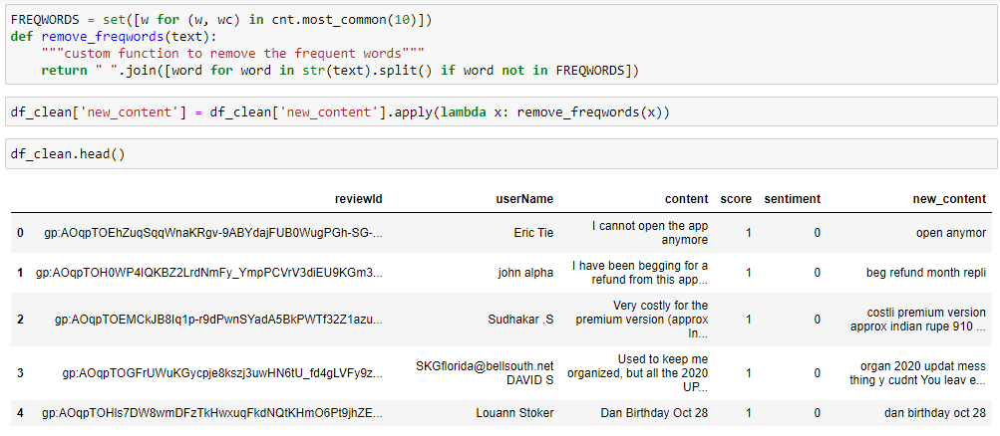 FREQWORDS = set([w for (w, wc) in cnt.most_common(10)])
def remove_freqwords(text):
    """custom function to remove the frequent words"""
    return " ".join([word for word in str(text).split() if word not in FREQWORDS])
df_clean['new_content'] = df_clean['new_content'].apply(lambda x: remove_freqwords(x))
df_clean.head()
reviewId userName content score sentiment new_content
0 gp:AOqpTOEhZuqSqqWnaKRgv-9ABYdajFUB0WugPGh-SG-... Eric Tie I cannot open the app anymore 1 0 open anymor
1 gp:AOqpTOH0WP4IQKBZ2LrdNmFy_YmpPCVrV3diEU9KGm3... john alpha I have been begging for a refund from this app... 1 0 beg refund month repli
2 gp:AOqpTOEMCkJB8Iq1p-r9dPwnSYadA5BkPWTf32Z1azu... Sudhakar .S Very costly for the premium version (approx In... 1 0 costli premium version approx indian rupe 910 ...
3 gp:AOqpTOGFrUWuKGycpje8kszj3uwHN6tU_fd4gLVFy9z... SKGflorida@bellsouth.net DAVID S Used to keep me organized, but all the 2020 UP... 1 0 organ 2020 updat mess thing y cudnt You leav e...
4 gp:AOqpTOHls7DW8wmDFzTkHwxuqFkdNQtKHmO6Pt9jhZE... Louann Stoker Dan Birthday Oct 28 1 0 dan birthday oct 28